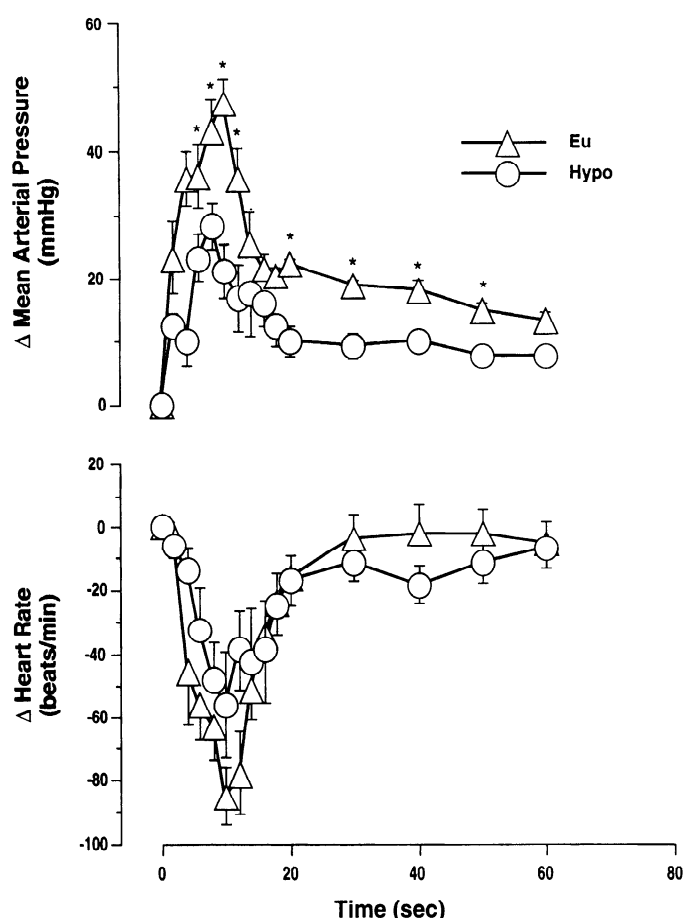 60
40
20
0
Δ Mean Arterial Pressure
(mmHg)
* * * * * * * *
Eu
Hypo
20
0
-20
-40
-60
-80
-100
Δ Heart Rate
(beats/min)
0 20 40 60 80
Time (sec)